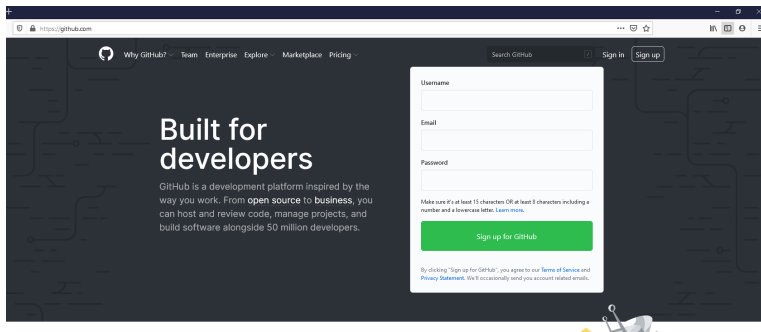 https://github.com
Why GitHub? Team Enterprise Explore Marketplace Pricing
Search GitHub
/
Sign in
Sign up
Built for
developers
GitHub is a development platform inspired by the
way you work. From open source to business, you
can host and review code, manage projects, and
build software alongside 50 million developers.
Username
Email
Password
Make sure it's at least 15 characters OR at least 8 characters including a
number and a lowercase letter. Learn more.
Sign up for GitHub
By clicking "Sign up for GitHub", you agree to our Terms of Service and
Privacy Statement. We'll occasionally send you account related emails.